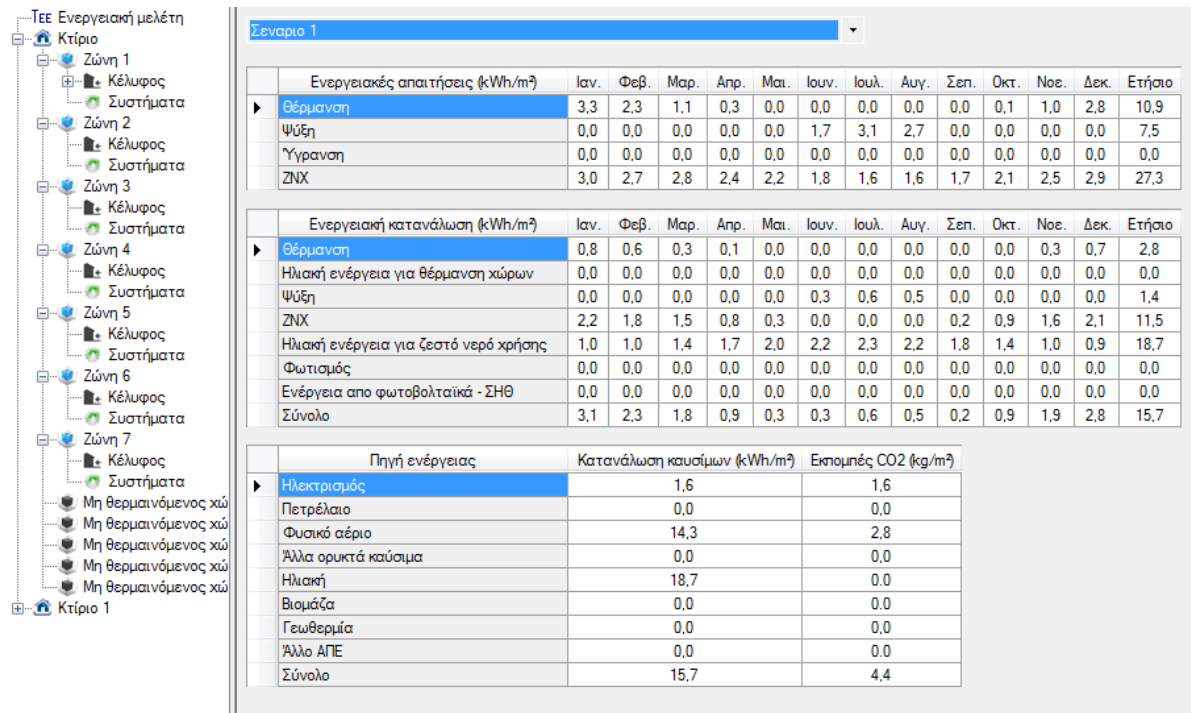 ΤΕΕ Ενεργειακή μελέτη
Κτίριο
Ζώνη 1
Κέλυφος
Συστήματα
Ζώνη 2
Κέλυφος
Συστήματα
Ζώνη 3
Κέλυφος
Συστήματα
Ζώνη 4
Κέλυφος
Συστήματα
Ζώνη 5
Κέλυφος
Συστήματα
Ζώνη 6
Κέλυφος
Συστήματα
Ζώνη 7
Κέλυφος
Συστήματα
Μη θερμαινόμενος χώ
Μη θερμαινόμενος χώ
Μη θερμαινόμενος χώ
Μη θερμαινόμενος χώ
Μη θερμαινόμενος χώ
Κτίριο 1
Σεναριο 1
Ενεργειακές απαιτήσεις (kWh/m²) Ιαν. Φεβ. Μαρ. Απρ. Μαι. Ιουν. Ιουλ. Αυγ. Σεπ. Οκτ. Νοε. Δεκ. Ετήσιο
Θέρμανση 3,3 2,3 1,1 0,3 0,0 0,0 0,0 0,0 0,0 0,1 1,0 2,8 10,9
Ψύξη 0,0 0,0 0,0 0,0 0,0 1,7 3,1 2,7 0,0 0,0 0,0 0,0 7,5
Ύγρανση 0,0 0,0 0,0 0,0 0,0 0,0 0,0 0,0 0,0 0,0 0,0 0,0 0,0
ΖΝΧ 3,0 2,7 2,8 2,4 2,2 1,8 1,6 1,6 1,7 2,1 2,5 2,9 27,3
Ενεργειακή κατανάλωση (kWh/m²) Ιαν. Φεβ. Μαρ. Απρ. Μαι. Ιουν. Ιουλ. Αυγ. Σεπ. Οκτ. Νοε. Δεκ. Ετήσιο
Θέρμανση 0,8 0,6 0,3 0,1 0,0 0,0 0,0 0,0 0,0 0,0 0,3 0,7 2,8
Ηλιακή ενέργεια για θέρμανση χώρων 0,0 0,0 0,0 0,0 0,0 0,0 0,0 0,0 0,0 0,0 0,0 0,0 0,0
Ψύξη 0,0 0,0 0,0 0,0 0,0 0,3 0,6 0,5 0,0 0,0 0,0 0,0 1,4
ΖΝΧ 2,2 1,8 1,5 0,8 0,3 0,0 0,0 0,0 0,2 0,9 1,6 2,1 11,5
Ηλιακή ενέργεια για ζεστό νερό χρήσης 1,0 1,0 1,4 1,7 2,0 2,2 2,3 2,2 1,8 1,4 1,0 0,9 18,7
Φωτισμός 0,0 0,0 0,0 0,0 0,0 0,0 0,0 0,0 0,0 0,0 0,0 0,0 0,0
Ενέργεια απο φωτοβολταϊκά - ΣΗΘ 0,0 0,0 0,0 0,0 0,0 0,0 0,0 0,0 0,0 0,0 0,0 0,0 0,0
Σύνολο 3,1 2,3 1,8 0,9 0,3 0,3 0,6 0,5 0,2 0,9 1,9 2,8 15,7
Πηγή ενέργειας Κατανάλωση καυσίμων (kWh/m²) Εκπομπές CO2 (kg/m²)
Ηλεκτρισμός 1,6 1,6
Πετρέλαιο 0,0 0,0
Φυσικό αέριο 14,3 2,8
Άλλα ορυκτά καύσιμα 0,0 0,0
Ηλιακή 18,7 0.0
Βιομάζα 0,0 0.0
Γεωθερμία 0,0 0,0
Άλλο ΑΠΕ 0,0 0.0
Σύνολο 15,7 4,4